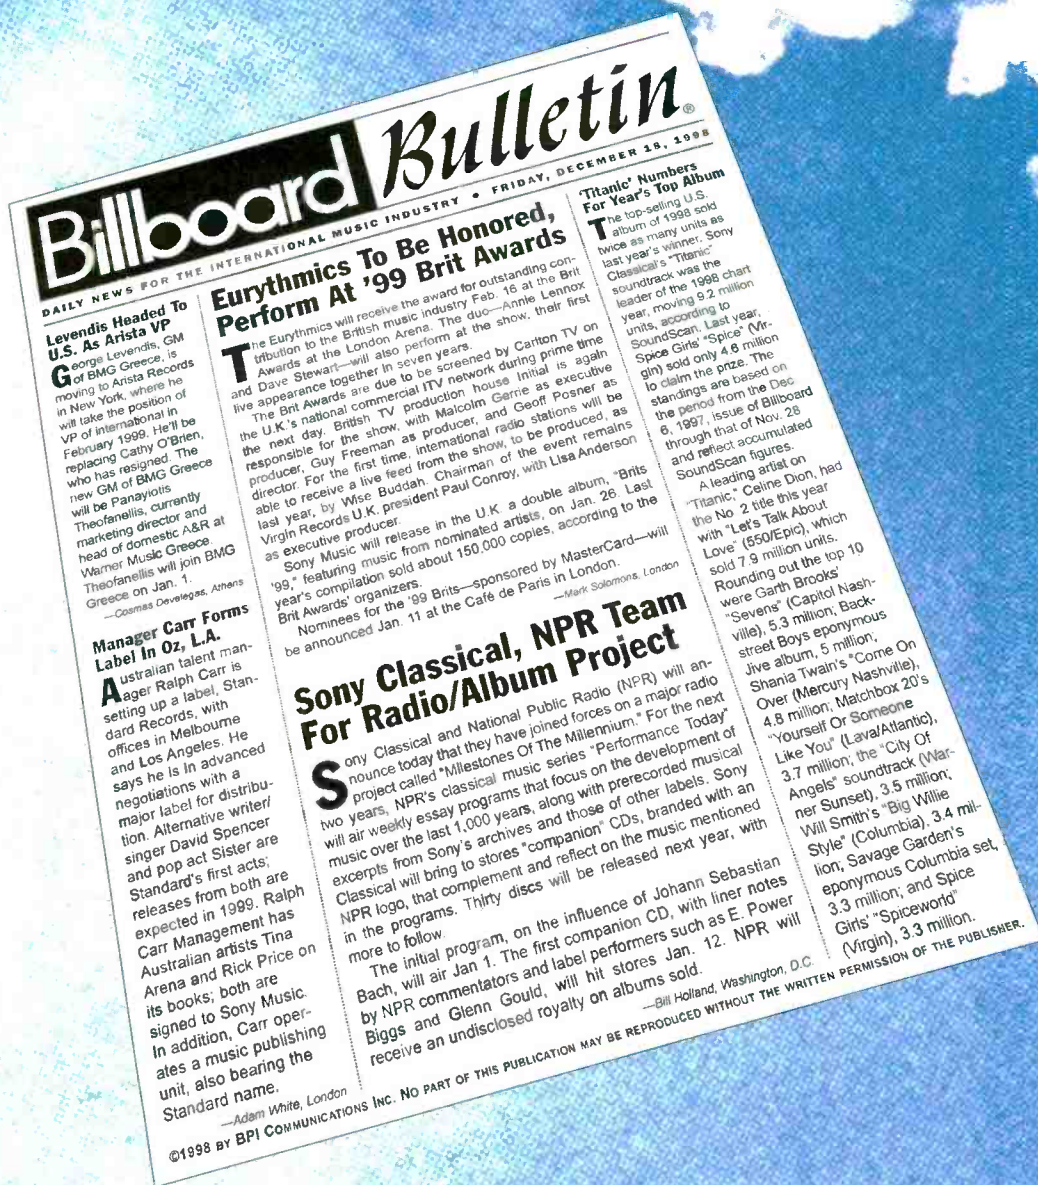 Billboard Bulletin®
DAILY NEWS FOR THE INTERNATIONAL MUSIC INDUSTRY • FRIDAY, DECEMBER 18, 1998
Levendis Headed To
U.S. As Arista VP
George Levendis, GM
of BMG Greece, is
moving to Arista Records
in New York, where he
will take the position of
VP of international in
February 1999. He'll be
replacing Cathy O'Brien,
who has resigned. The
new GM of BMG Greece
will be Panayiotis
Theofanellis, currently
marketing director and
head of domestic A&R at
Warner Music Greece.
Theofanellis will join BMG
Greece on Jan. 1.
—Cosmas Develegas, Athens
Manager Carr Forms
Label In Oz, L.A.
Australian talent man-
ager Ralph Carr is
setting up a label, Stan-
dard Records, with
offices in Melbourne
and Los Angeles. He
says he is in advanced
negotiations with a
major label for distribu-
tion. Alternative writer/
singer David Spencer
and pop act Sister are
Standard's first acts;
releases from both are
expected in 1999. Ralph
Carr Management has
Australian artists Tina
Arena and Rick Price on
its books; both are
signed to Sony Music.
In addition, Carr oper-
ates a music publishing
unit, also bearing the
Standard name.
—Adam White, London
Eurythmics To Be Honored,
Perform At '99 Brit Awards
The Eurythmics will receive the award for outstanding con-
tribution to the British music industry Feb. 16 at the Brit
Awards at the London Arena. The duo—Annie Lennox
and Dave Stewart—will also perform at the show, their first
live appearance together in seven years.
The Brit Awards are due to be screened by Carlton TV on
the U.K.'s national commercial ITV network during prime time
the next day. British TV production house Initial is again
responsible for the show, with Malcolm Gerrie as executive
producer, Guy Freeman as producer, and Geoff Posner as
director. For the first time, international radio stations will be
able to receive a live feed from the show, to be produced, as
last year, by Wise Buddah. Chairman of the event remains
Virgin Records U.K. president Paul Conroy, with Lisa Anderson
as executive producer.
Sony Music will release in the U.K. a double album, "Brits
'99," featuring music from nominated artists, on Jan. 26. Last
year's compilation sold about 150,000 copies, according to the
Brit Awards' organizers.
Nominees for the '99 Brits—sponsored by MasterCard—will
be announced Jan. 11 at the Café de Paris in London.
—Mark Solomons, London
Sony Classical, NPR Team
For Radio/Album Project
Sony Classical and National Public Radio (NPR) will an-
nounce today that they have joined forces on a major radio
project called "Milestones Of The Millennium." For the next
two years, NPR's classical music series "Performance Today"
will air weekly essay programs that focus on the development of
music over the last 1,000 years, along with prerecorded musical
excerpts from Sony's archives and those of other labels. Sony
Classical will bring to stores "companion" CDs, branded with an
NPR logo, that complement and reflect on the music mentioned
in the programs. Thirty discs will be released next year, with
more to follow.
The initial program, on the influence of Johann Sebastian
Bach, will air Jan 1. The first companion CD, with liner notes
by NPR commentators and label performers such as E. Power
Biggs and Glenn Gould, will hit stores Jan. 12. NPR will
receive an undisclosed royalty on albums sold.
—Bill Holland, Washington, D.C.
'Titanic' Numbers
For Year's Top Album
The top-selling U.S.
album of 1998 sold
twice as many units as
last year's winner. Sony
Classical's "Titanic"
soundtrack was the
leader of the 1998 chart
year, moving 9.2 million
units, according to
SoundScan. Last year,
Spice Girls' "Spice" (Vir-
gin) sold only 4.6 million
to claim the prize. The
standings are based on
the period from the Dec
6, 1997, issue of Billboard
through that of Nov. 28
and reflect accumulated
SoundScan figures.
A leading artist on
"Titanic," Celine Dion, had
the No. 2 title this year
with "Let's Talk About
Love" (550/Epic), which
sold 7.9 million units.
Rounding out the top 10
were Garth Brooks'
"Sevens" (Capitol Nash-
ville), 5.3 million; Back-
street Boys eponymous
Jive album, 5 million;
Shania Twain's "Come On
Over (Mercury Nashville),
4.8 million; Matchbox 20's
"Yourself Or Someone
Like You" (Lava/Atlantic),
3.7 million; the "City Of
Angels" soundtrack (War-
ner Sunset), 3.5 million;
Will Smith's "Big Willie
Style" (Columbia), 3.4 mil-
lion; Savage Garden's
eponymous Columbia set,
3.3 million; and Spice
Girls' "Spiceworld"
(Virgin), 3.3 million.
©1998 BY BPI COMMUNICATIONS INC. NO PART OF THIS PUBLICATION MAY BE REPRODUCED WITHOUT THE WRITTEN PERMISSION OF THE PUBLISHER.